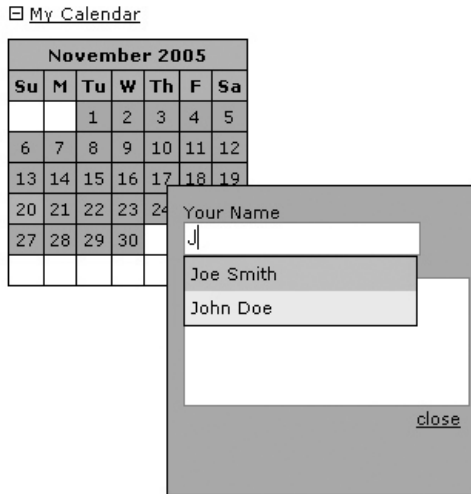 My Calendar
November 2005
Su M Tu W Th F Sa
1 2 3 4 5
6 7 8 9 10 11 12
13 14 15 16 17 18 19
20 21 22 23 24
27 28 29 30
Your Name
J
Joe Smith
John Doe
close